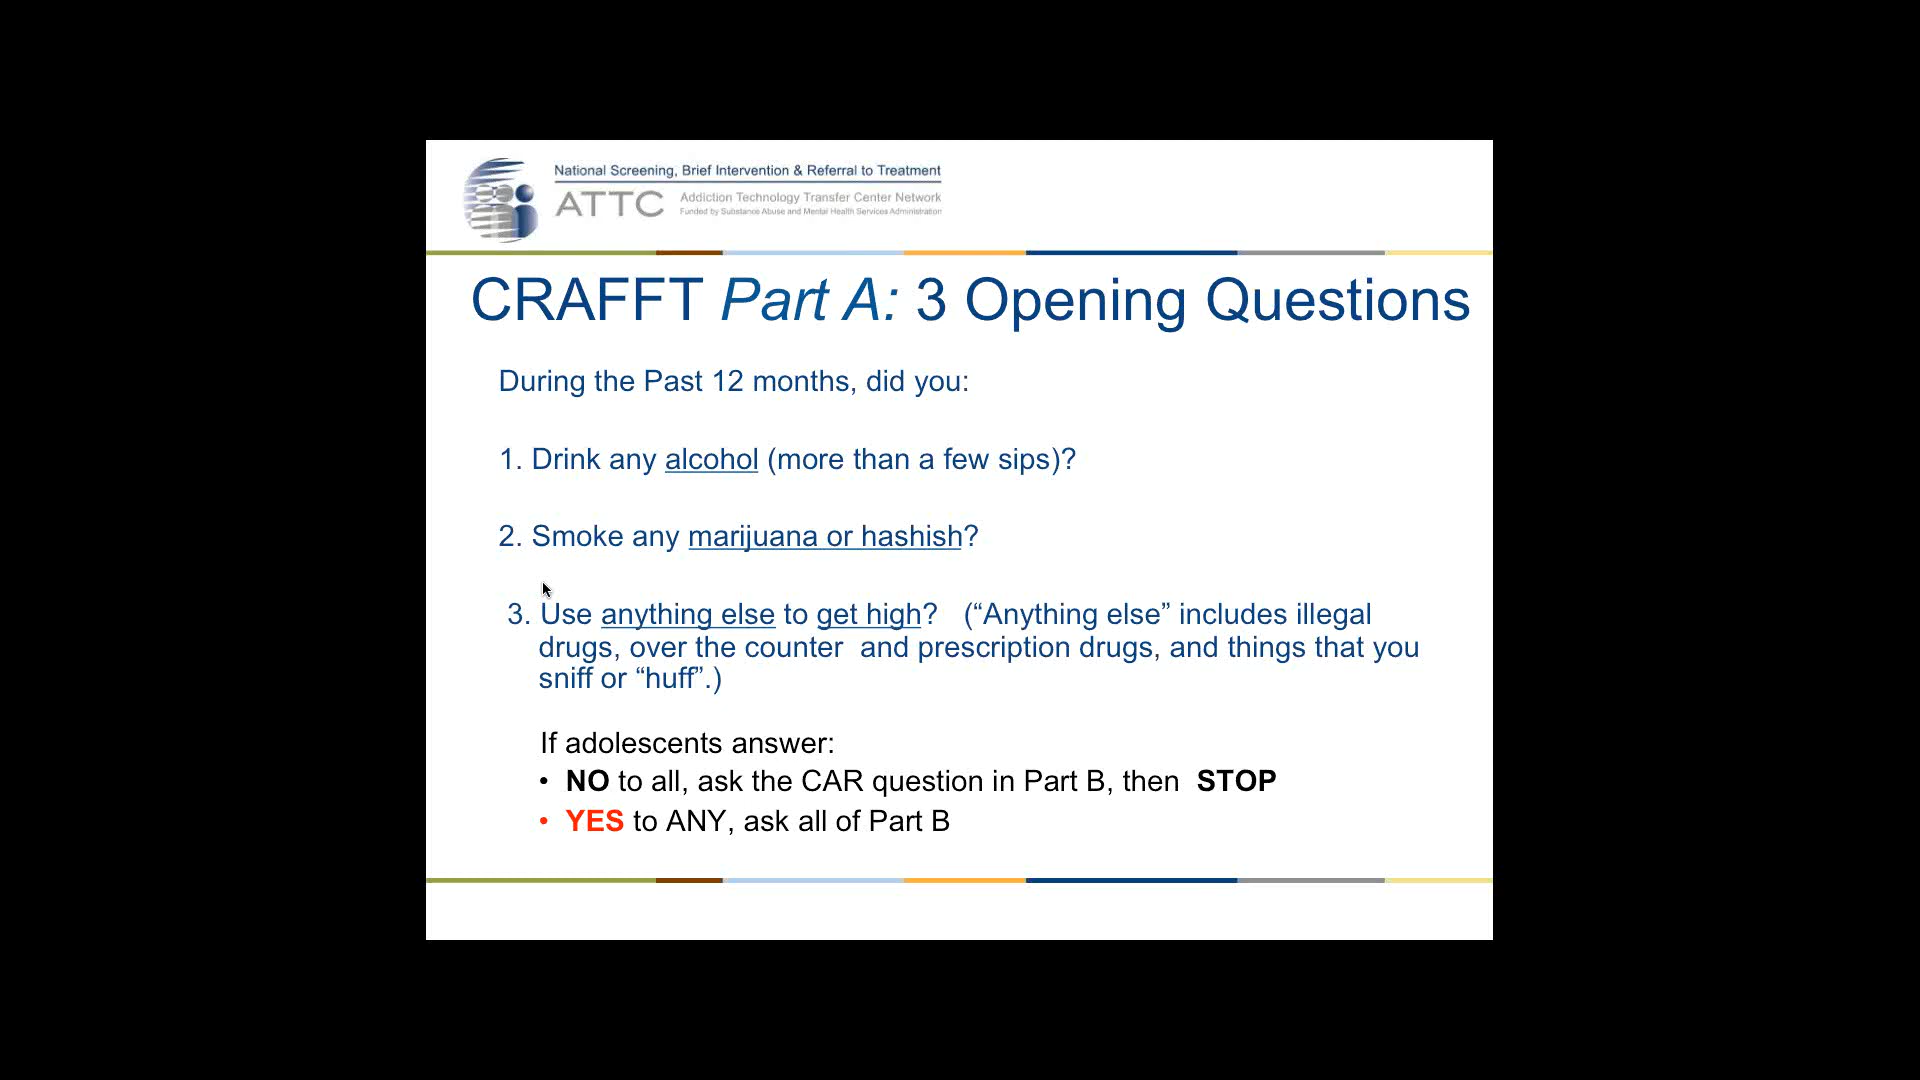 National Screening, Brief Intervention & Referral to Treatment
ATTC Addiction Technology Transfer Center Network
Funded by Substance Abuse and Mental Health Services Administration
CRAFFT Part A: 3 Opening Questions
During the Past 12 months, did you:
1. Drink any alcohol (more than a few sips)?
2. Smoke any marijuana or hashish?
3. Use anything else to get high? (“Anything else” includes illegal
drugs, over the counter and prescription drugs, and things that you
sniff or “huff”.)
If adolescents answer:
• NO to all, ask the CAR question in Part B, then STOP
• YES to ANY, ask all of Part B